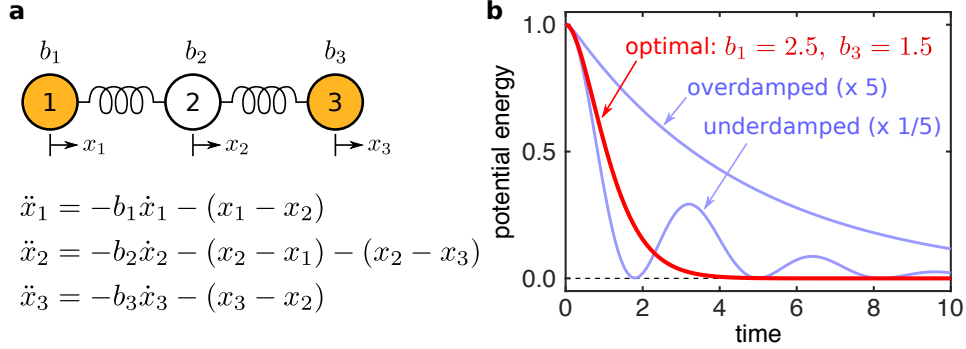 a
b₁ b₂ b₃
1 2 3
x₁ x₂ x₃
ẍ₁ = −b₁ẋ₁ − (x₁ − x₂)
ẍ₂ = −b₂ẋ₂ − (x₂ − x₁) − (x₂ − x₃)
ẍ₃ = −b₃ẋ₃ − (x₃ − x₂)
b
potential energy
1.0
0.5
0.0
optimal: b₁ = 2.5, b₃ = 1.5
overdamped (x 5)
underdamped (x 1/5)
0 2 4 6 8 10
time